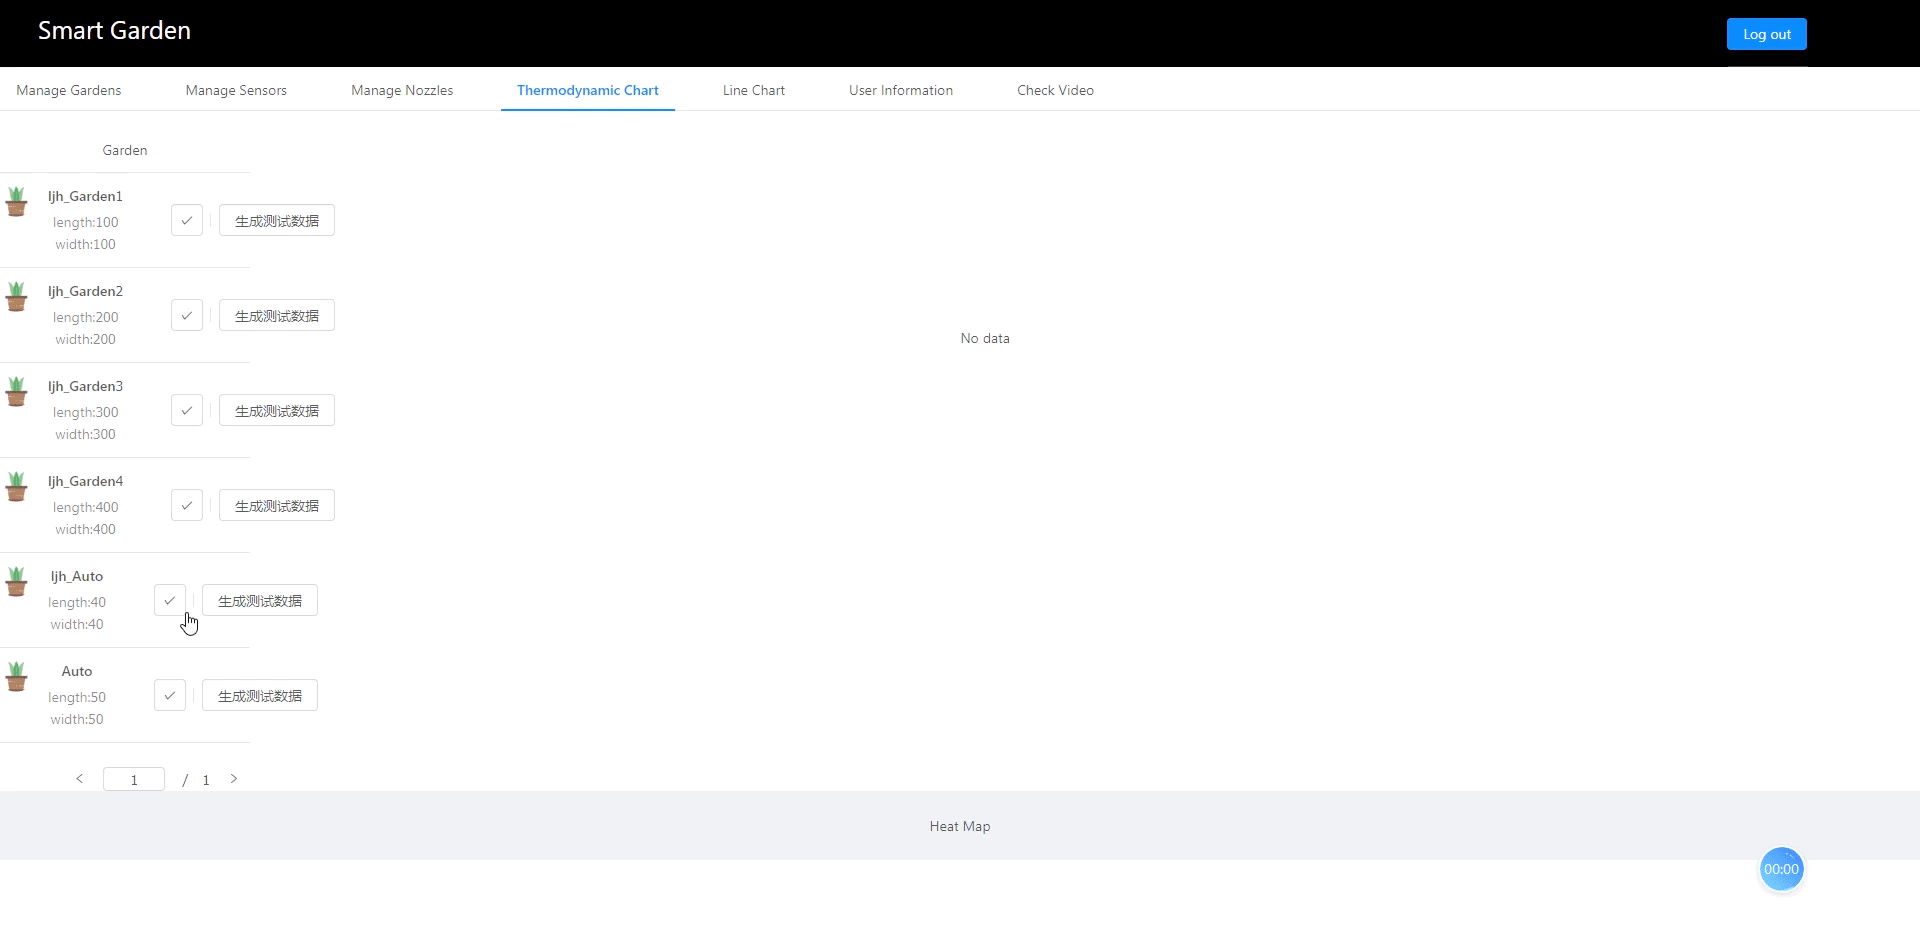 Smart Garden
Log out
Manage Gardens
Manage Sensors
Manage Nozzles
Thermodynamic Chart
Line Chart
User Information
Check Video
Garden
ljh_Garden1
length:100
width:100
生成测试数据
ljh_Garden2
length:200
width:200
生成测试数据
No data
ljh_Garden3
length:300
width:300
生成测试数据
ljh_Garden4
length:400
width:400
生成测试数据
ljh_Auto
length:40
width:40
生成测试数据
Auto
length:50
width:50
生成测试数据
< 1 / 1 >
Heat Map
00:00